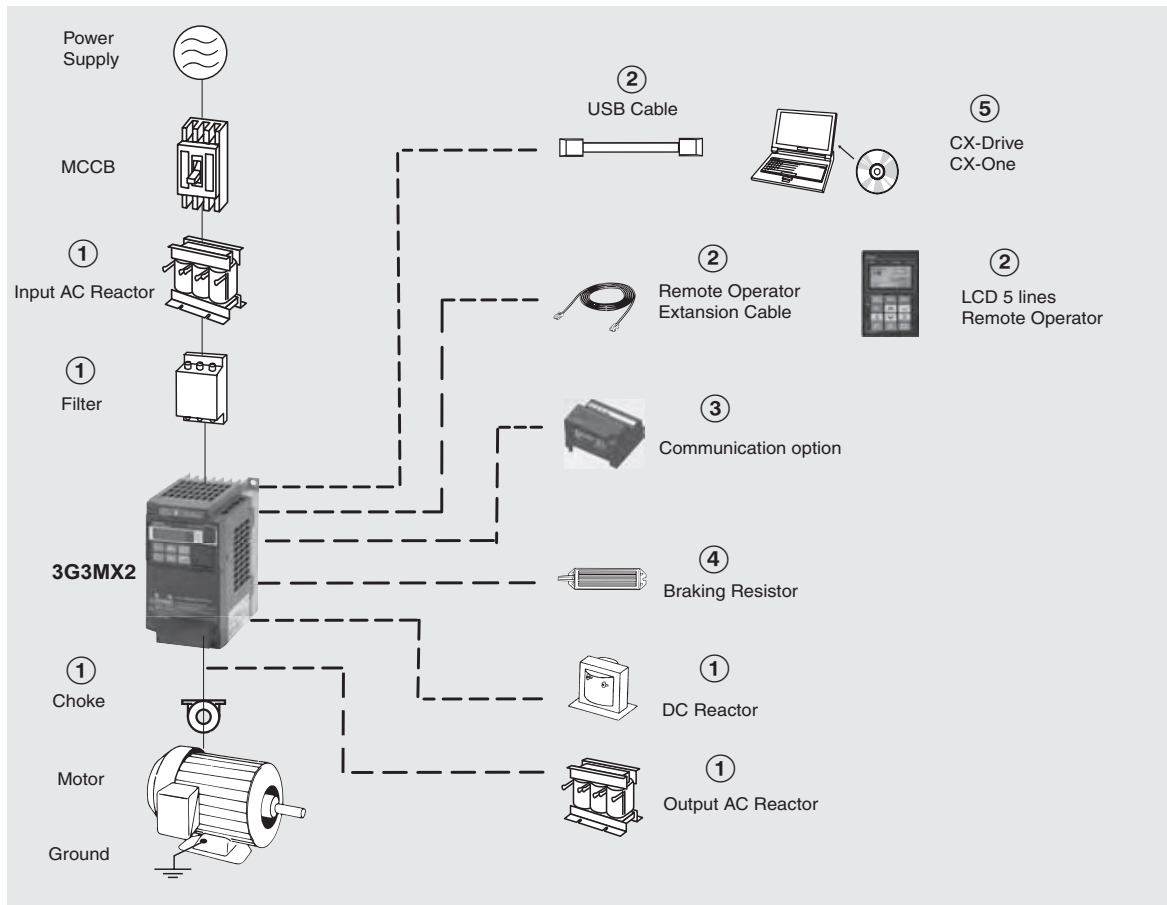 Power
Supply
MCCB
1
Input AC Reactor
1
Filter
3G3MX2
1
Choke
Motor
Ground
2
USB Cable
5
CX-Drive
CX-One
2
Remote Operator
Extansion Cable
2
LCD 5 lines
Remote Operator
3
Communication option
4
Braking Resistor
1
DC Reactor
1
Output AC Reactor